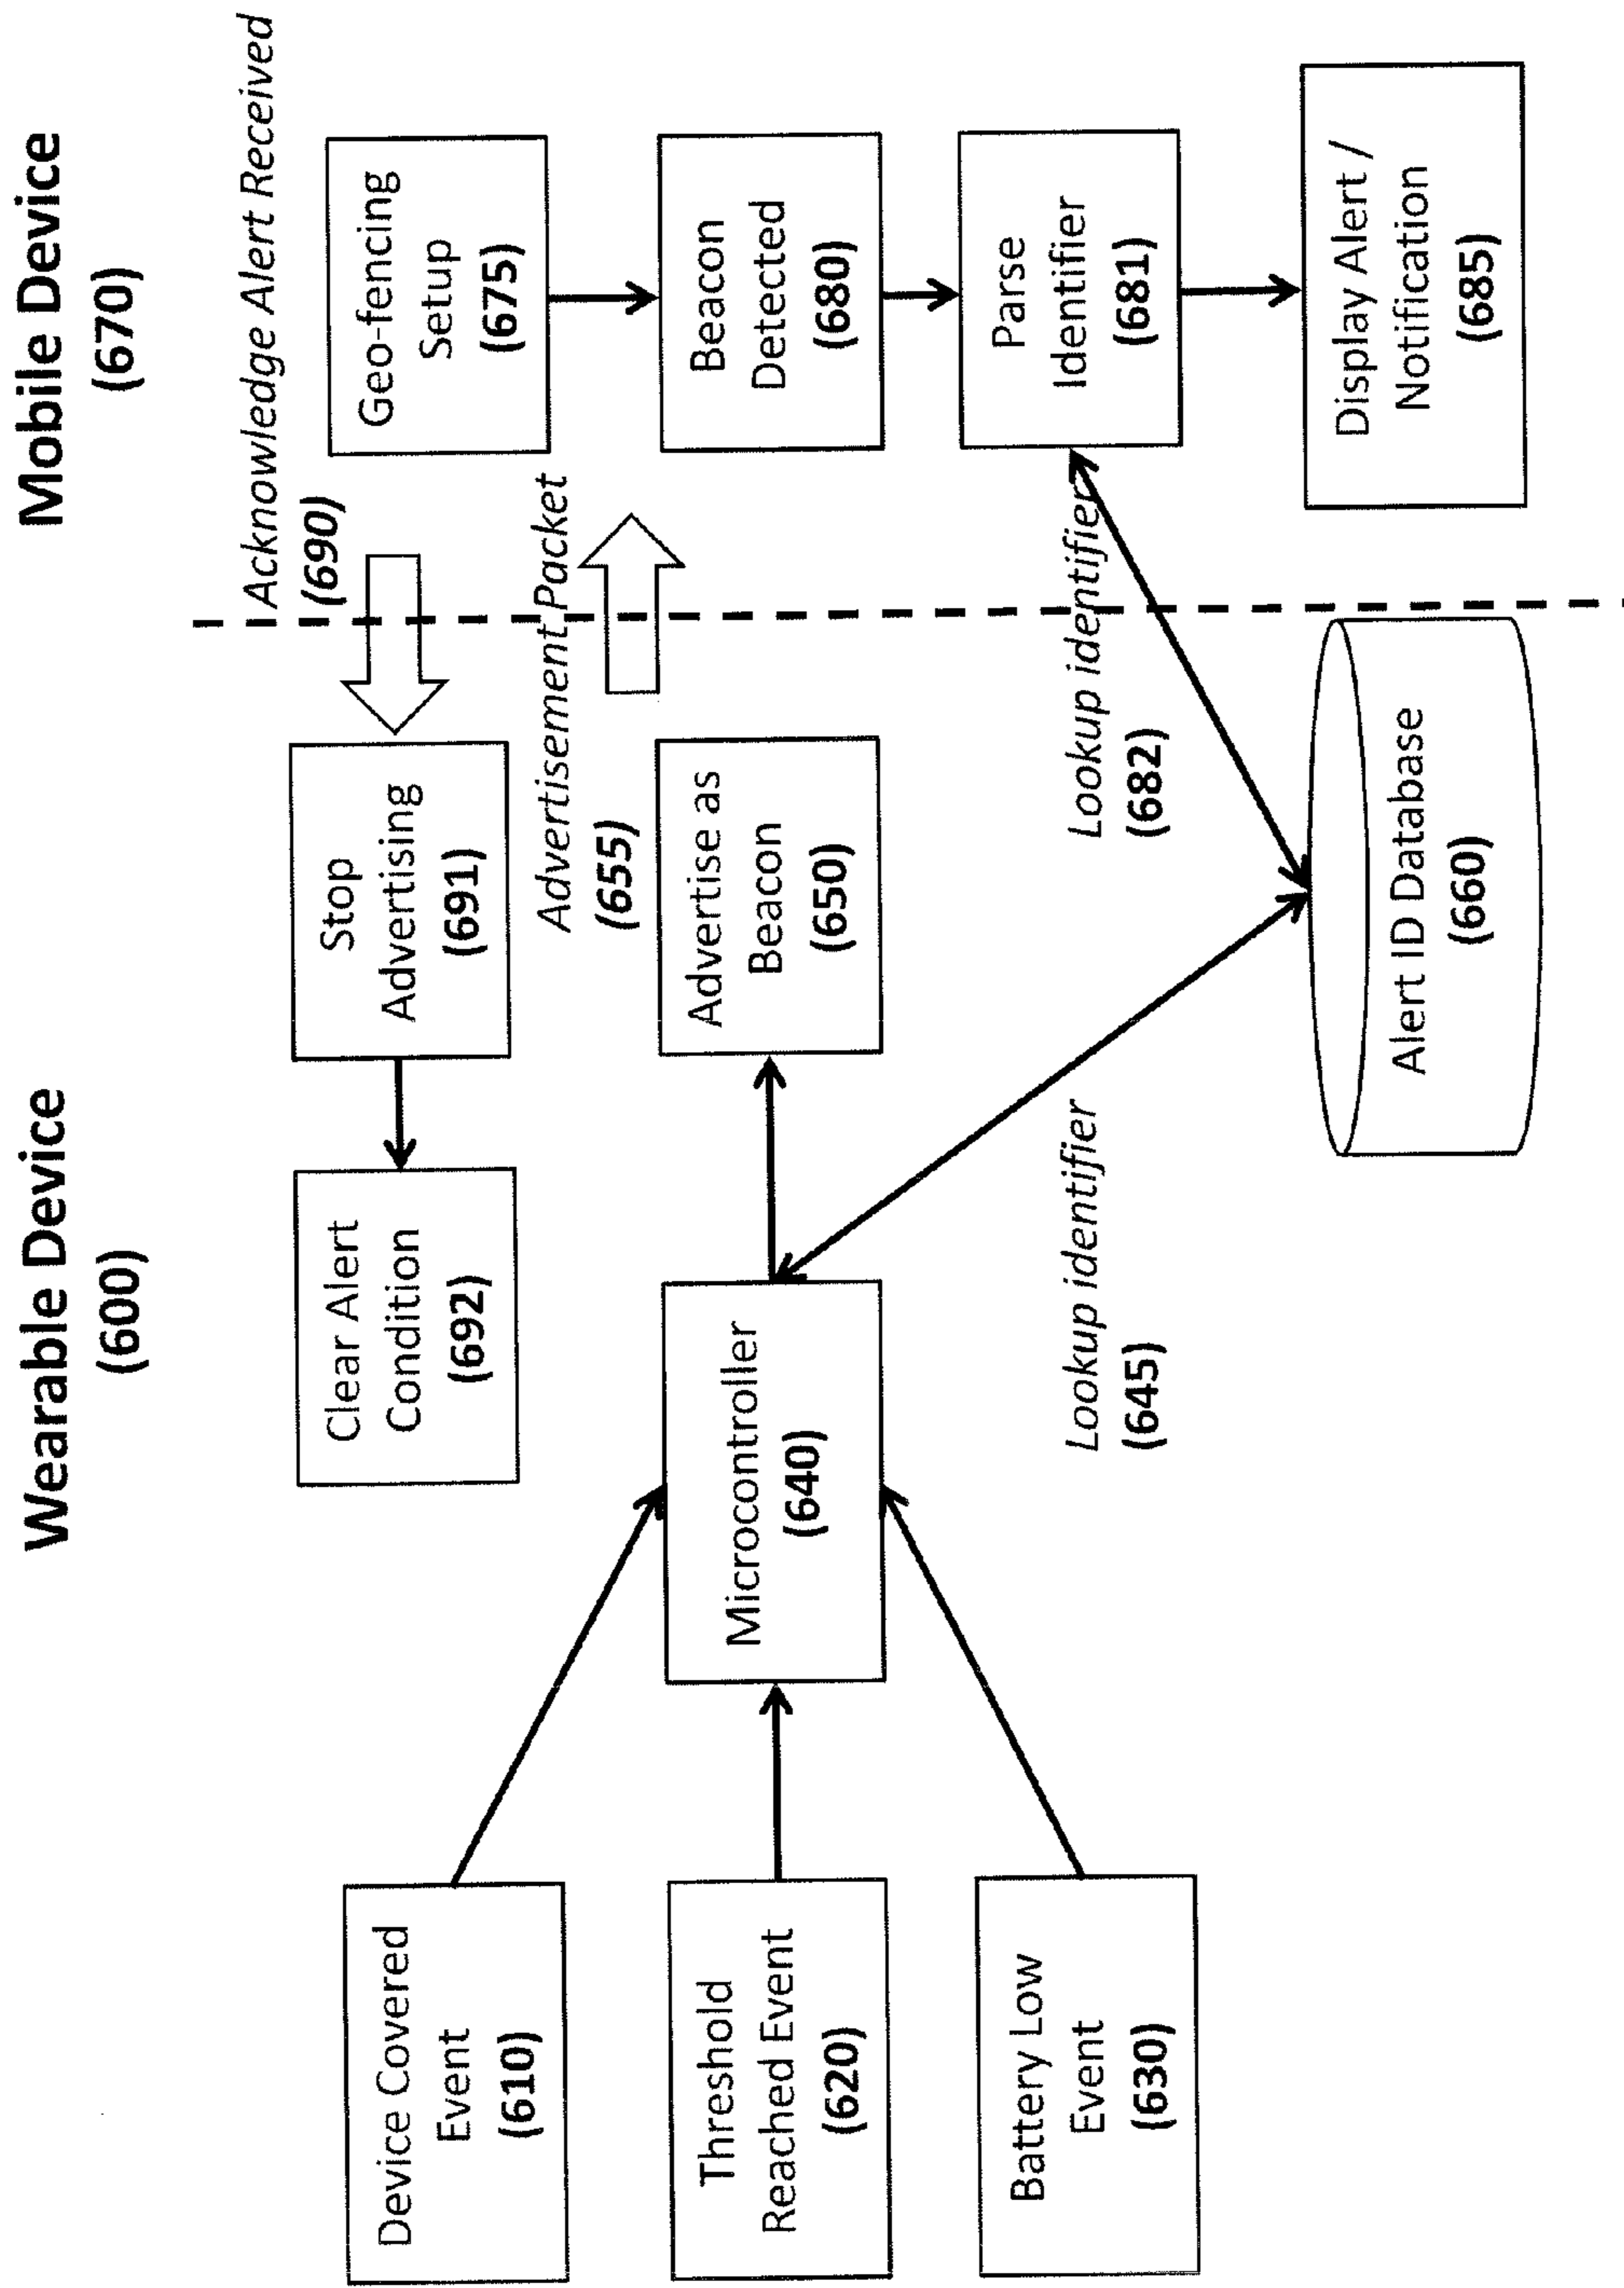 Wearable Device
(600)
Mobile Device
(670)
Acknowledge Alert Received
(690)
Clear Alert
Condition
(692)
Stop
Advertising
(691)
Geo-fencing
Setup
(675)
Advertisement Packet
(655)
Device Covered
Event
(610)
Threshold
Reached Event
(620)
Battery Low
Event
(630)
Microcontroller
(640)
Advertise as
Beacon
(650)
Beacon
Detected
(680)
Lookup identifier
(645)
Lookup identifier
(682)
Parse
Identifier
(681)
Alert ID Database
(660)
Display Alert /
Notification
(685)